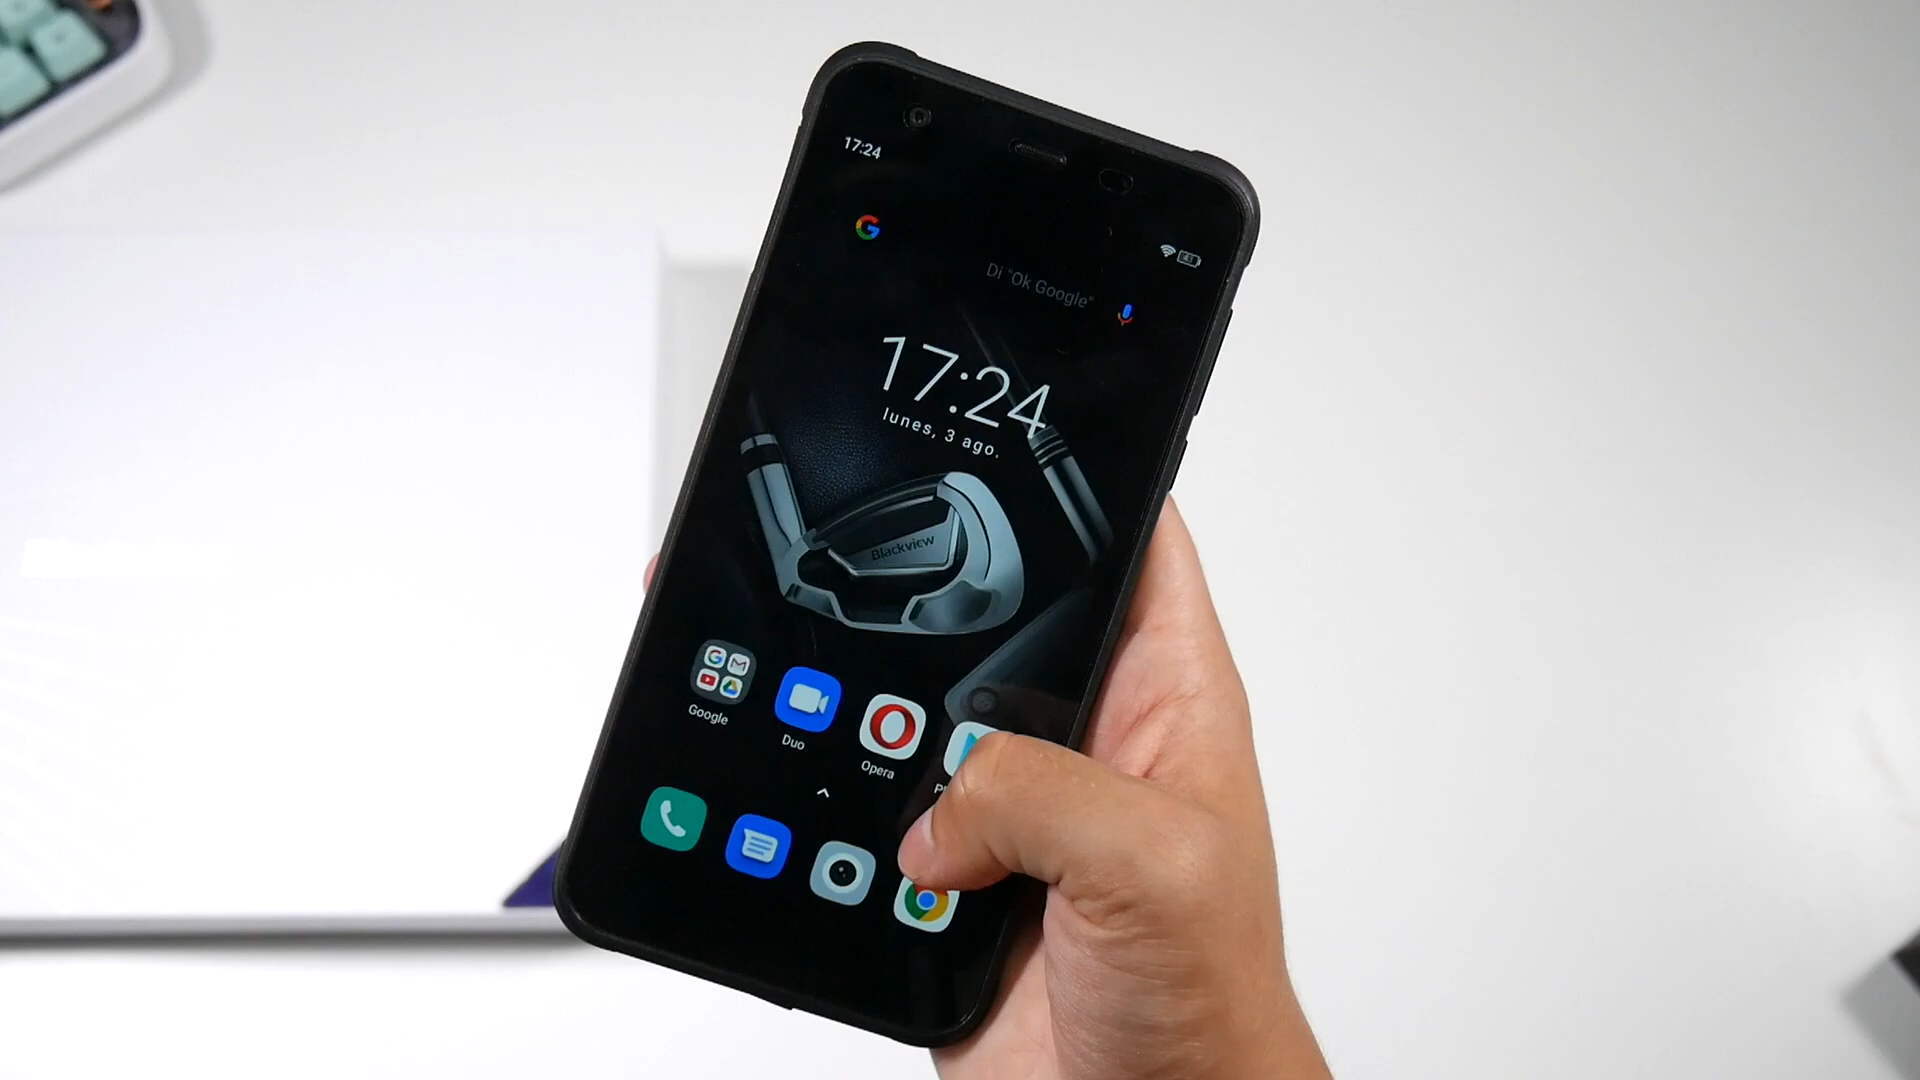 17:24
Di "Ok Google"
17:24
lunes, 3 ago.
Blackview
Google
Duo
Opera